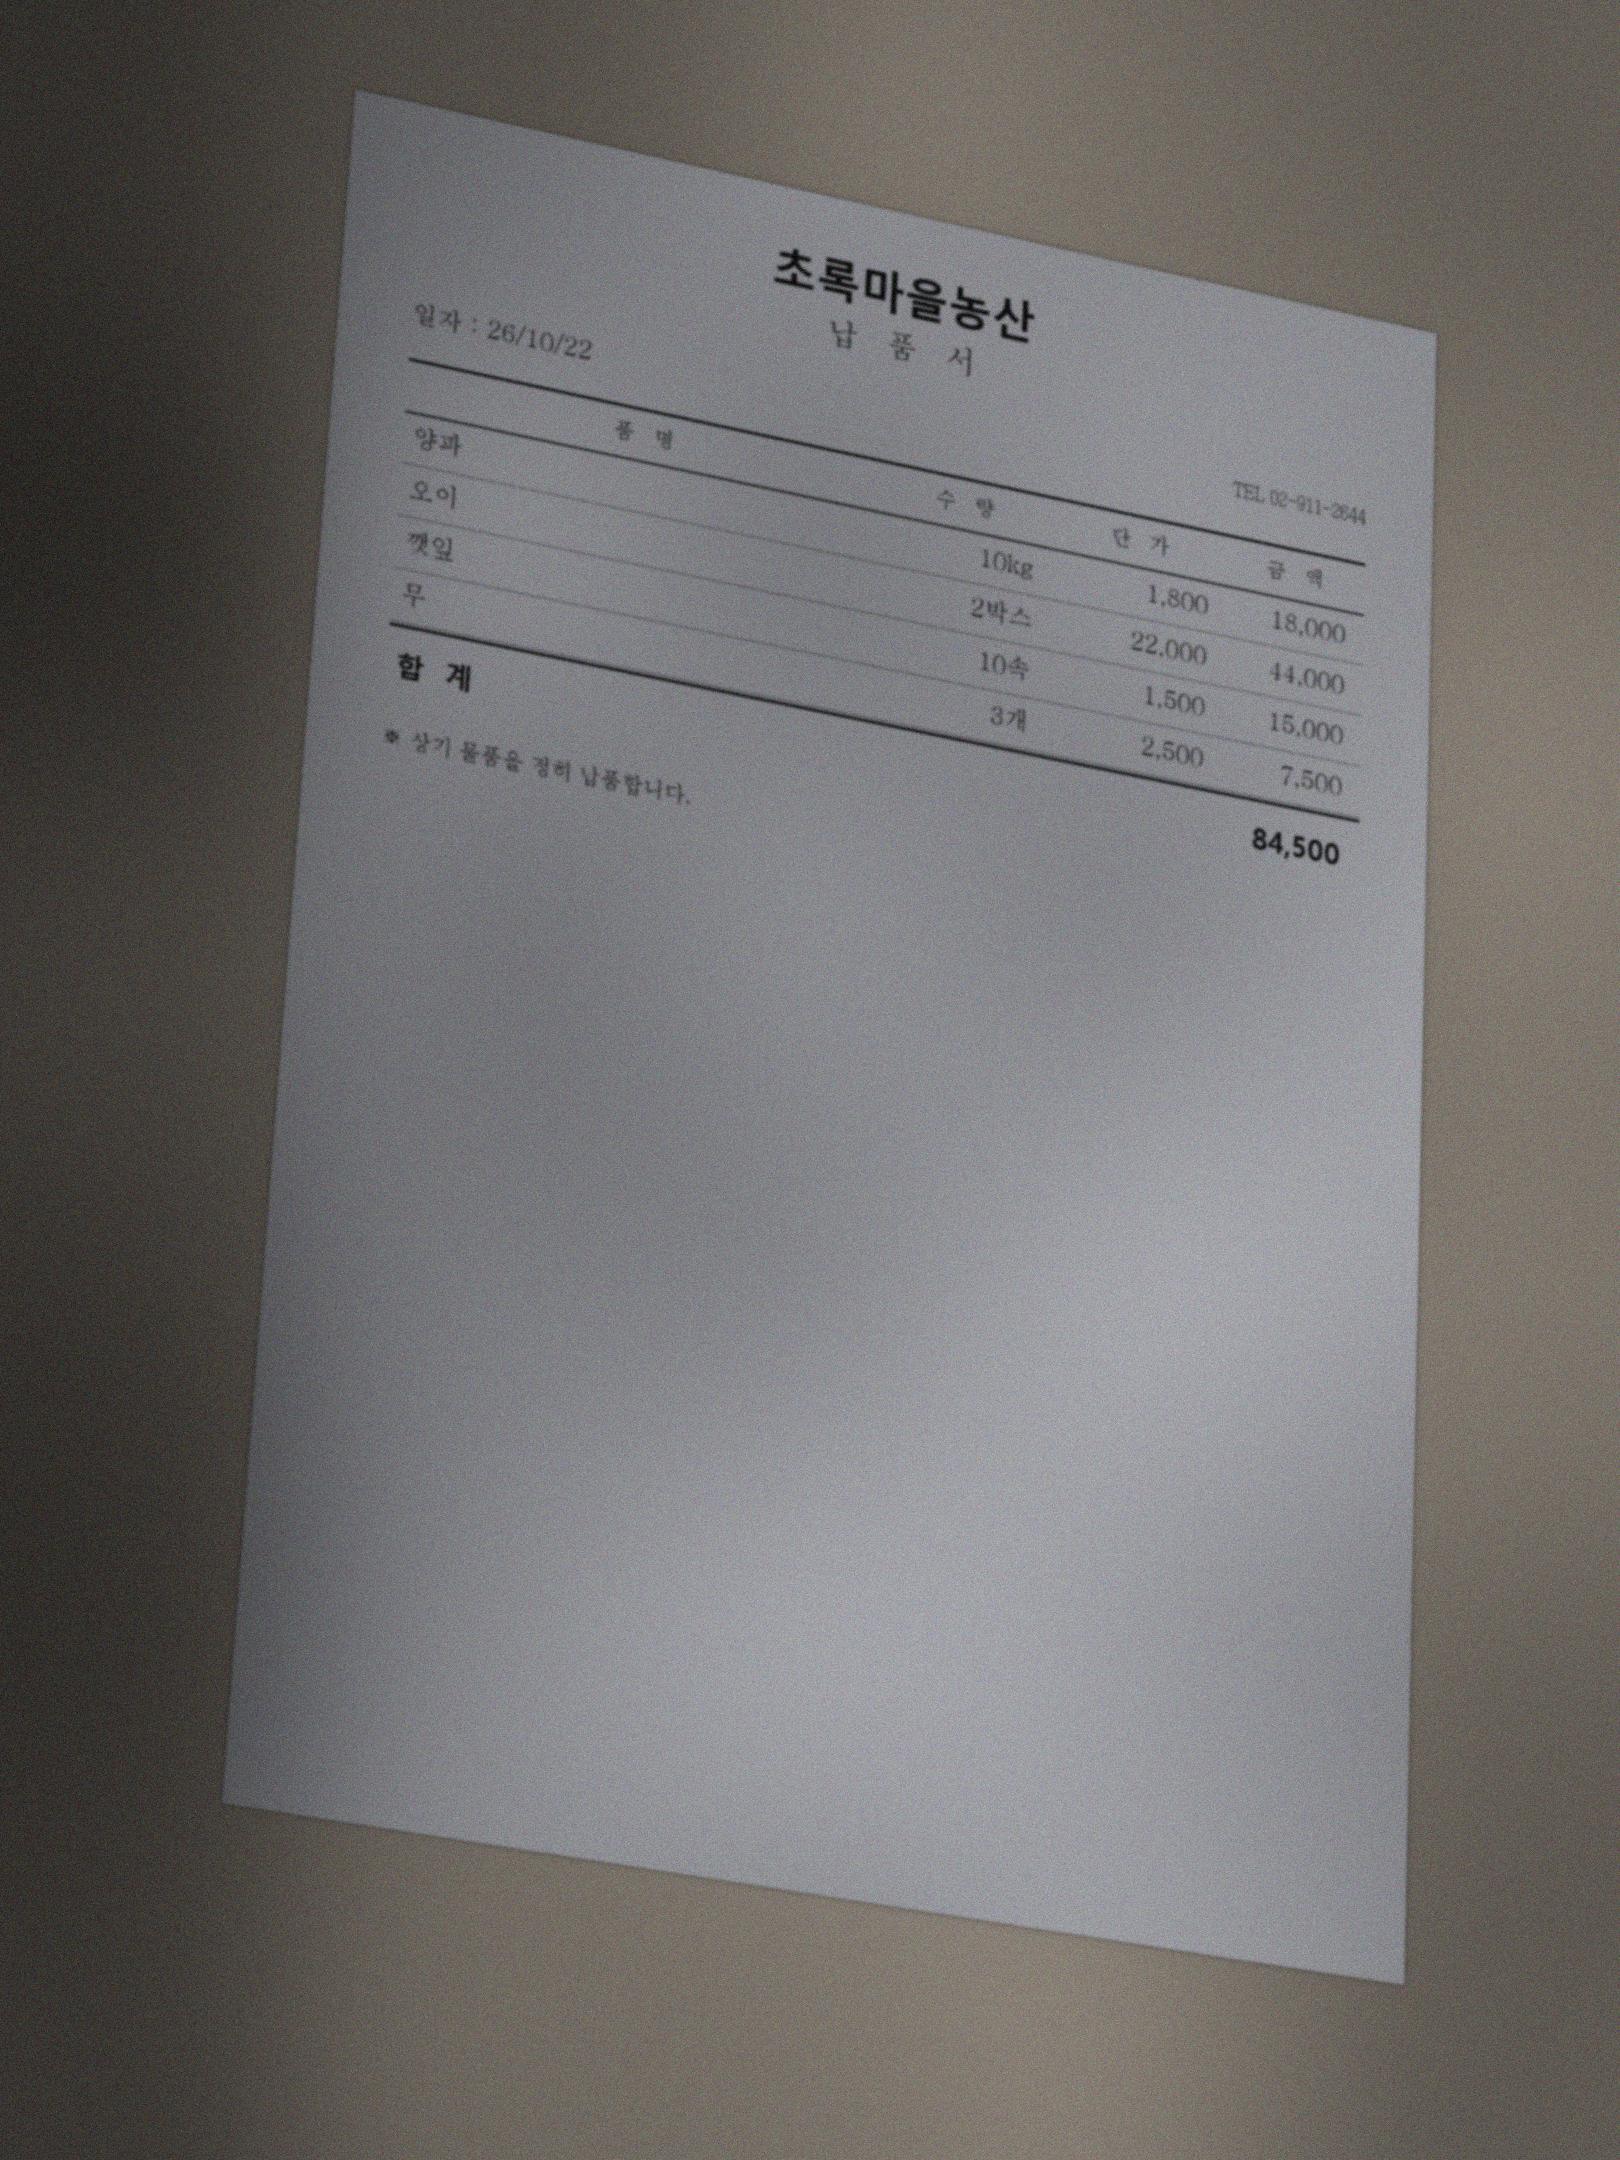 초록마을농산
납 품 서
일자 : 26/10/22
TEL 02-911-2644
품 명 수 량 단 가 금 액
양파 10kg 1,800 18,000
오이 2박스 22,000 44,000
깻잎 10속 1,500 15,000
무 3개 2,500 7,500
합 계 84,500
※ 상기 물품을 정히 납품합니다.